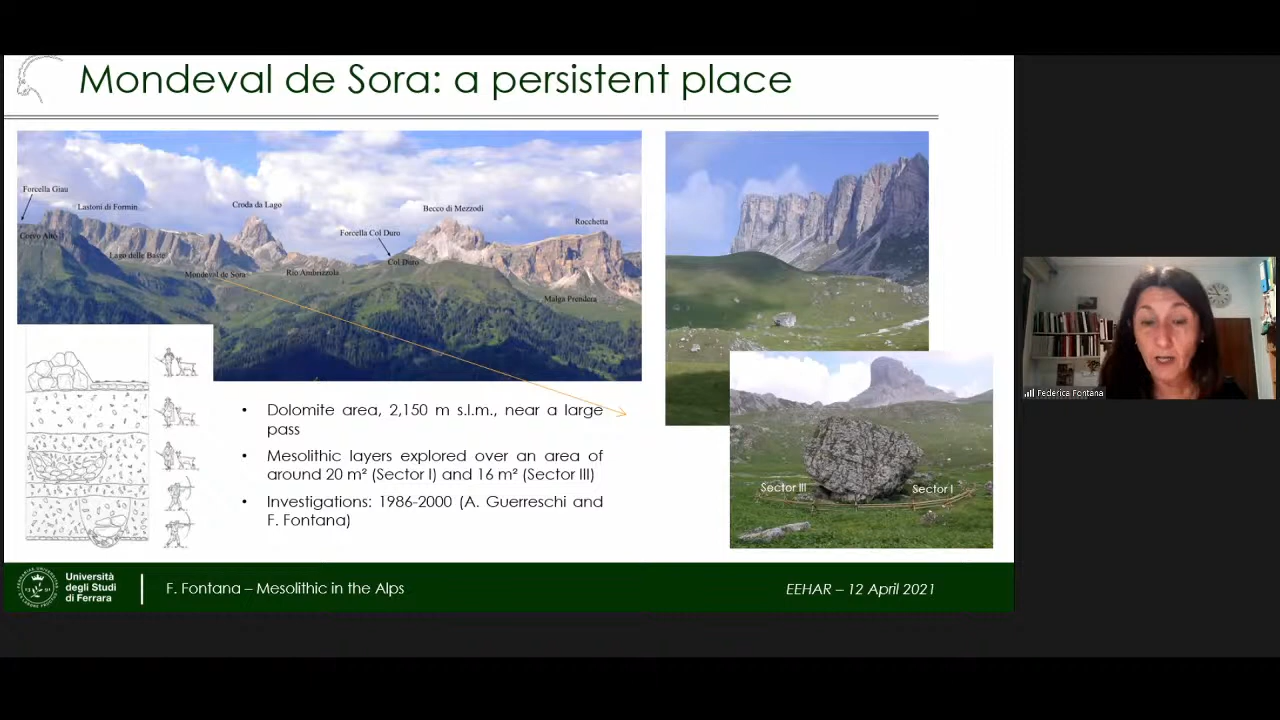 Mondeval de Sora: a persistent place
Forcella Giau
Lastoni di Formin
Croda da Lago
Becco di Mezzodì
Rocchetta
Forcella Col Duro
Corvo Alto
Lago delle Baste
Col Duro
Mondeval de Sora
Rio Ambrizzola
Malga Prendera
• Dolomite area, 2,150 m s.l.m., near a large
pass
• Mesolithic layers explored over an area of
around 20 m² (Sector I) and 16 m² (Sector III)
• Investigations: 1986-2000 (A. Guerreschi and
F. Fontana)
Sector III
Sector I
Federica Fontana
Università
degli Studi
di Ferrara
F. Fontana – Mesolithic in the Alps
EEHAR – 12 April 2021